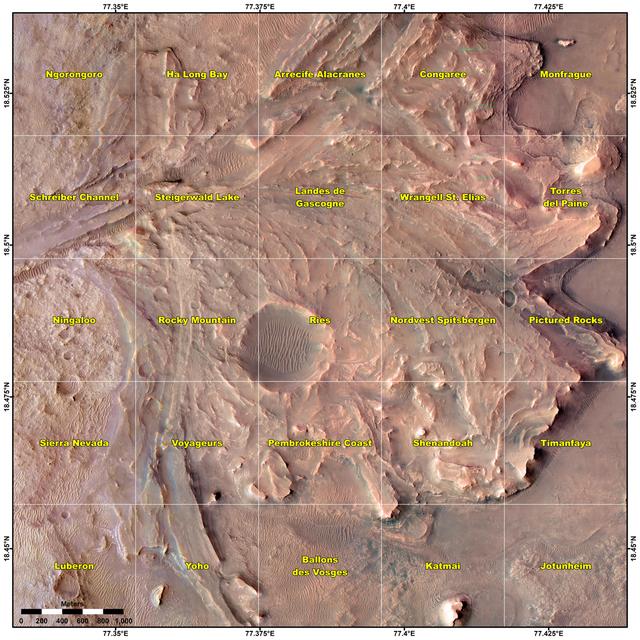 77.35°E 77.375°E 77.4°E 77.425°E
18.525°N 18.525°N
Ngorongoro Ha Long Bay Arrecife Alacranes Congaree Monfrague
Schreiber Channel Steigerwald Lake Landes de Wrangell St. Elias Torres
Gascogne del Paine
18.5°N 18.5°N
Ningaloo Rocky Mountain Ries Nordvest Spitsbergen Pictured Rocks
18.475°N 18.475°N
Sierra Nevada Voyageurs Pembrokeshire Coast Shenandoah Timanfaya
18.45°N 18.45°N
Luberon Yoho Ballons Katmai Jotunheim
des Vosges
Meters
0 200 400 600 800 1,000
77.35°E 77.375°E 77.4°E 77.425°E